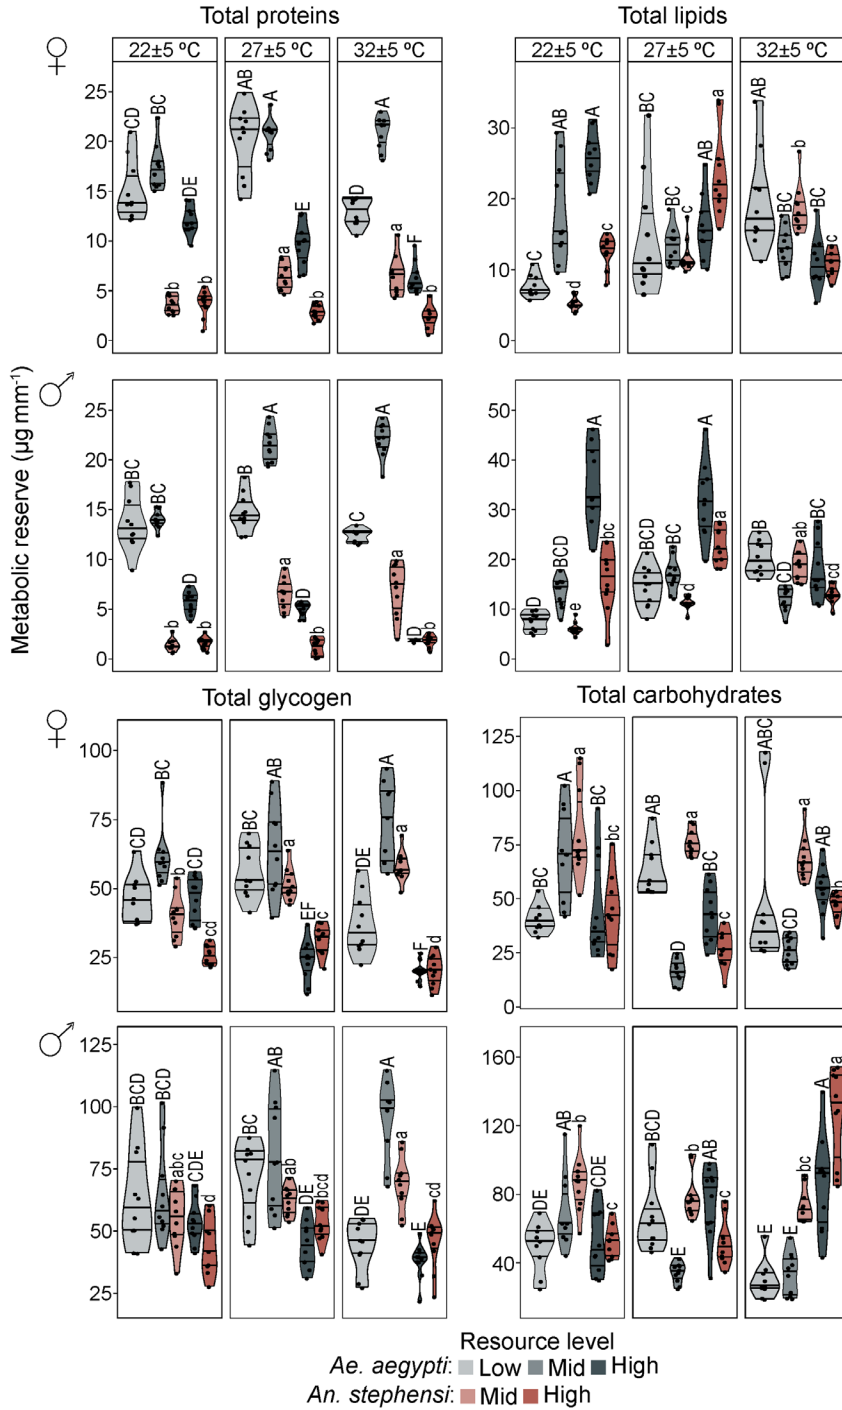 Total proteins
Total lipids
♀
22±5 ºC 27±5 ºC 32±5 ºC
22±5 ºC 27±5 ºC 32±5 ºC
25
20
15
10
5
0
CD BC DE b b
AB A a E b
D A a F b
30
20
10
0
C AB d A c
BC BC c AB a
AB BC b BC c
Metabolic reserve (µg mm⁻¹)
♂
25
20
15
10
5
0
BC BC b D b
B A a D b
C A a D b
50
40
30
20
10
0
D BCD e A bc
BCD BC d A a
B CD ab BC cd
Total glycogen
Total carbohydrates
♀
100
75
50
25
CD BC b CD cd
BC AB a EF c
DE A a F d
125
100
75
50
25
0
BC A a BC bc
AB D a BC c
ABC CD a AB b
♂
125
100
75
50
25
BCD BCD abc CDE d
BC AB ab DE bcd
DE A a E cd
160
120
80
40
DE AB b CDE c
BCD E b AB c
E E bc A a
Resource level
Ae. aegypti: Low Mid High
An. stephensi: Mid High